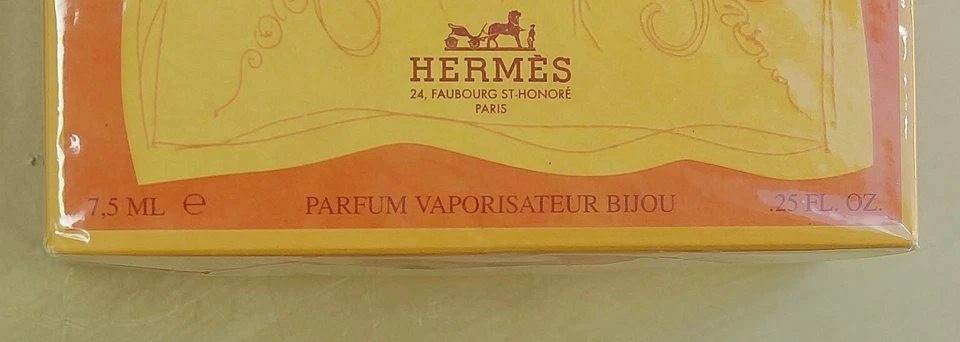 HERMÈS
24, FAUBOURG ST-HONORÉ
PARIS
7,5 ML ℮ PARFUM VAPORISATEUR BIJOU .25 FL. OZ.